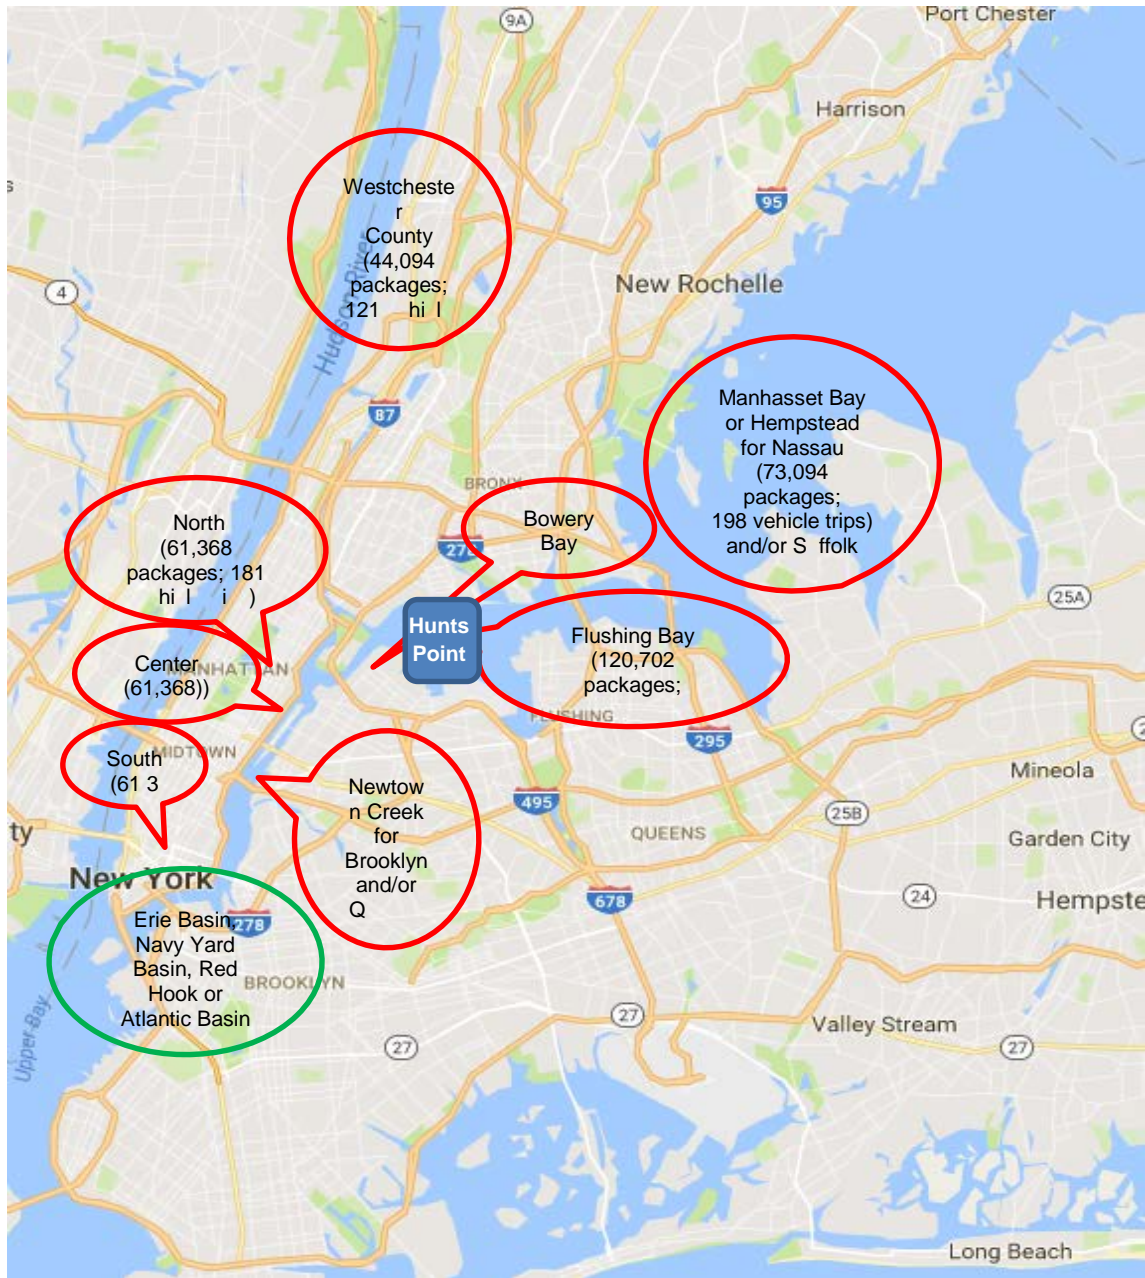 9A
Port Chester
Harrison
95
New Rochelle
4
s
Westcheste
r
County
(44,094
packages;
121 hi l
Hudson River
87
Manhasset Bay
or Hempstead
for Nassau
(73,094
packages;
198 vehicle trips)
and/or S ffolk
BRONX
Bowery
Bay
North
(61,368
packages; 181
hi l i )
278
25A
Hunts
Point
Flushing Bay
(120,702
packages;
Center
(61,368))
MANHATTAN
FLUSHING
295
MIDTOWN
South
(61 3
Mineola
Newtow
n Creek
for
Brooklyn
and/or
Q
495
25B
QUEENS
Garden City
ty
New York
678
24
Hempste
278
Erie Basin,
Navy Yard
Basin, Red
Hook or
Atlantic Basin
BROOKLYN
Upper Bay
27
27
Valley Stream
27
Long Beach